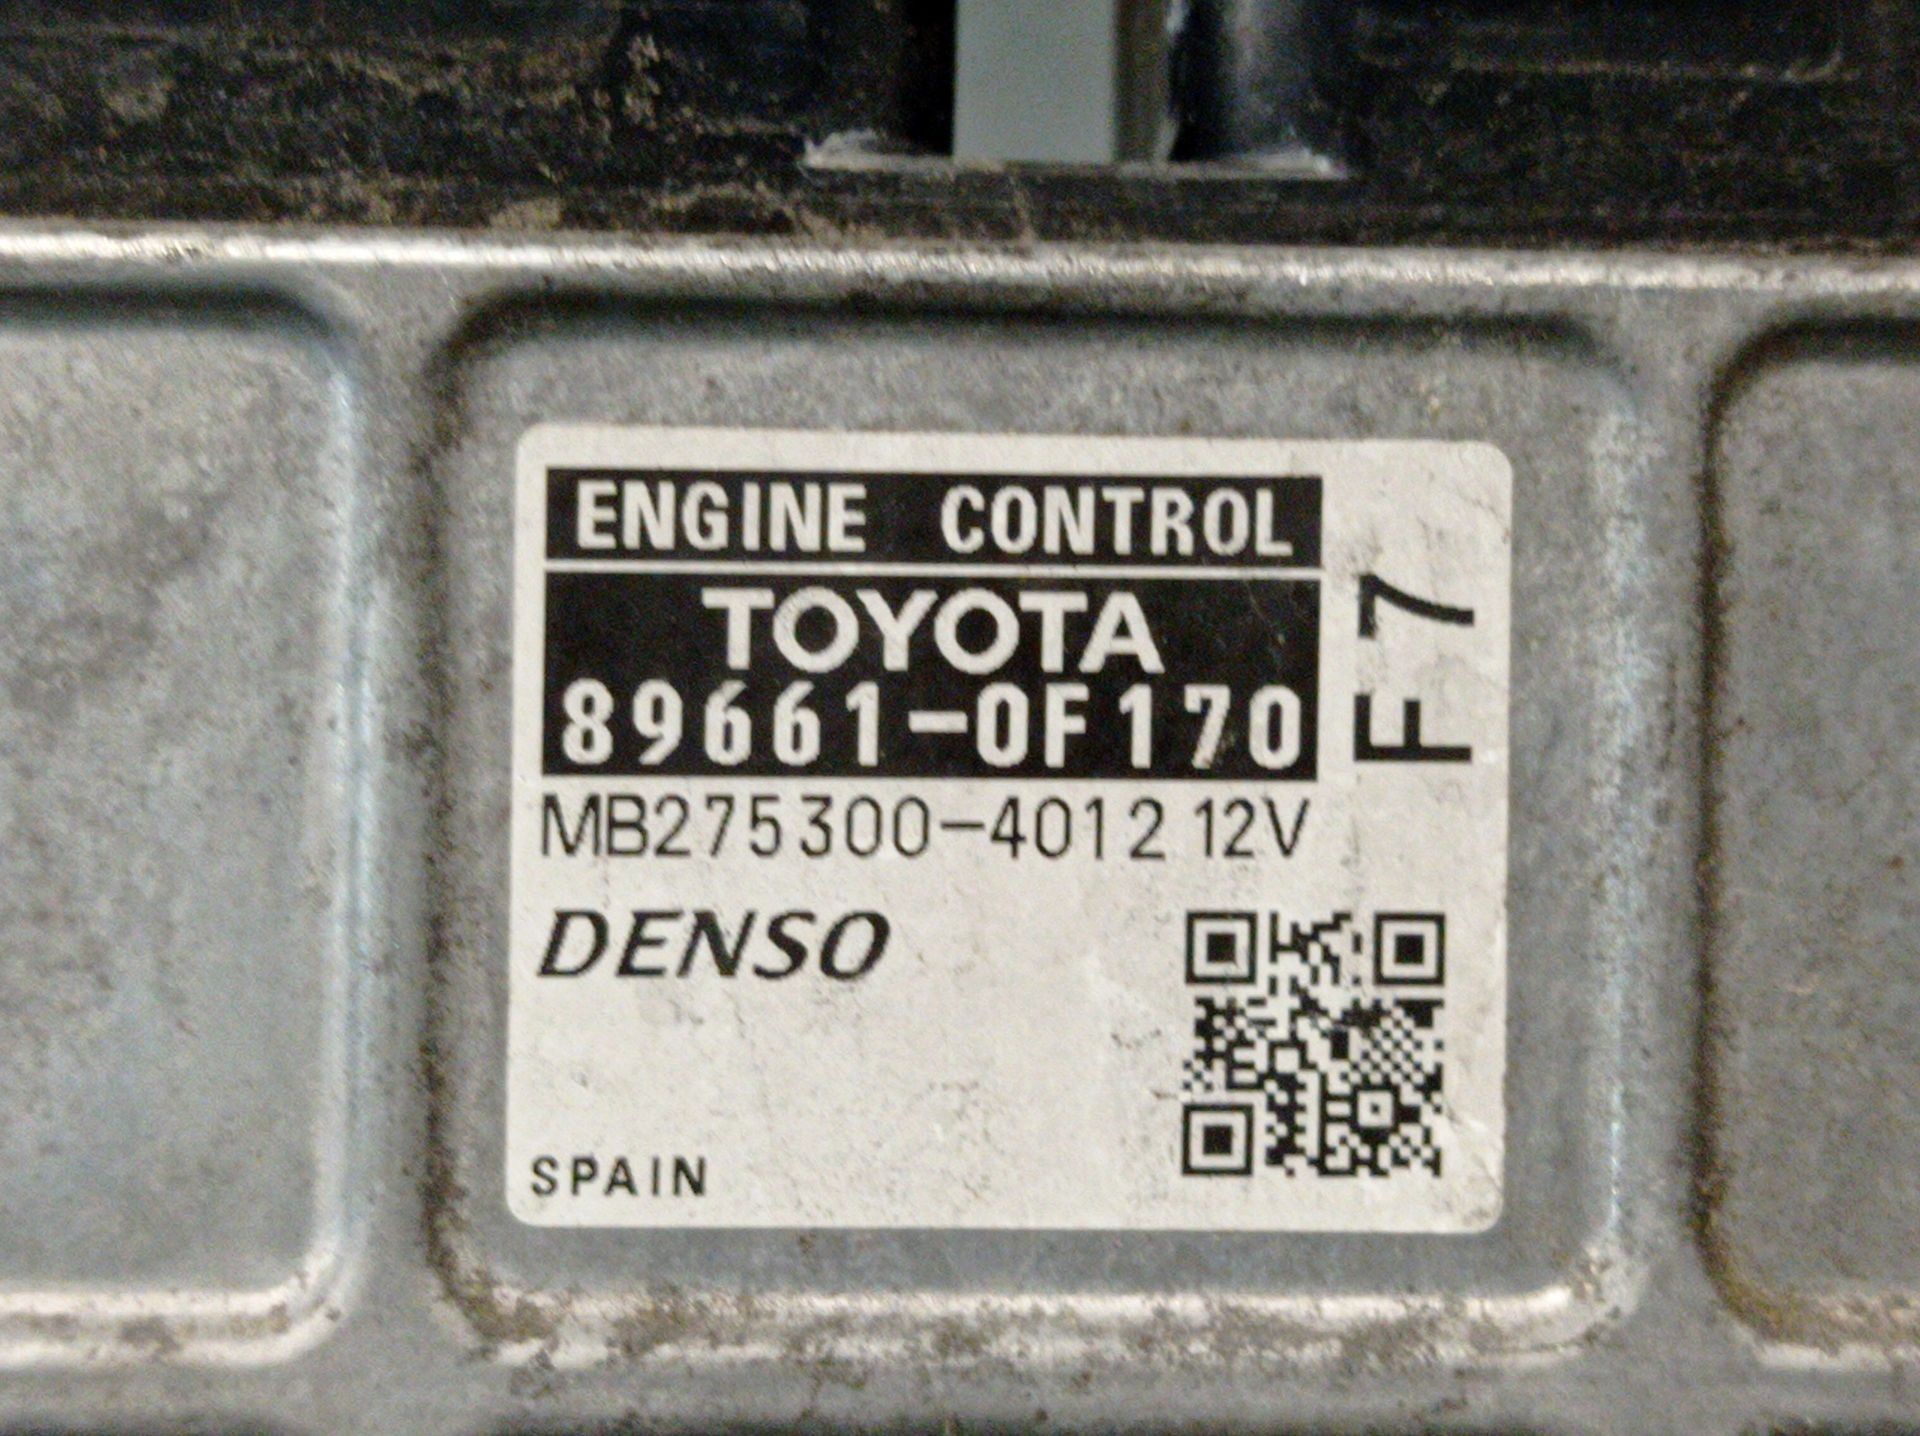 ENGINE CONTROL
TOYOTA
89661-0F170
F7
MB275300-4012 12V
DENSO
SPAIN